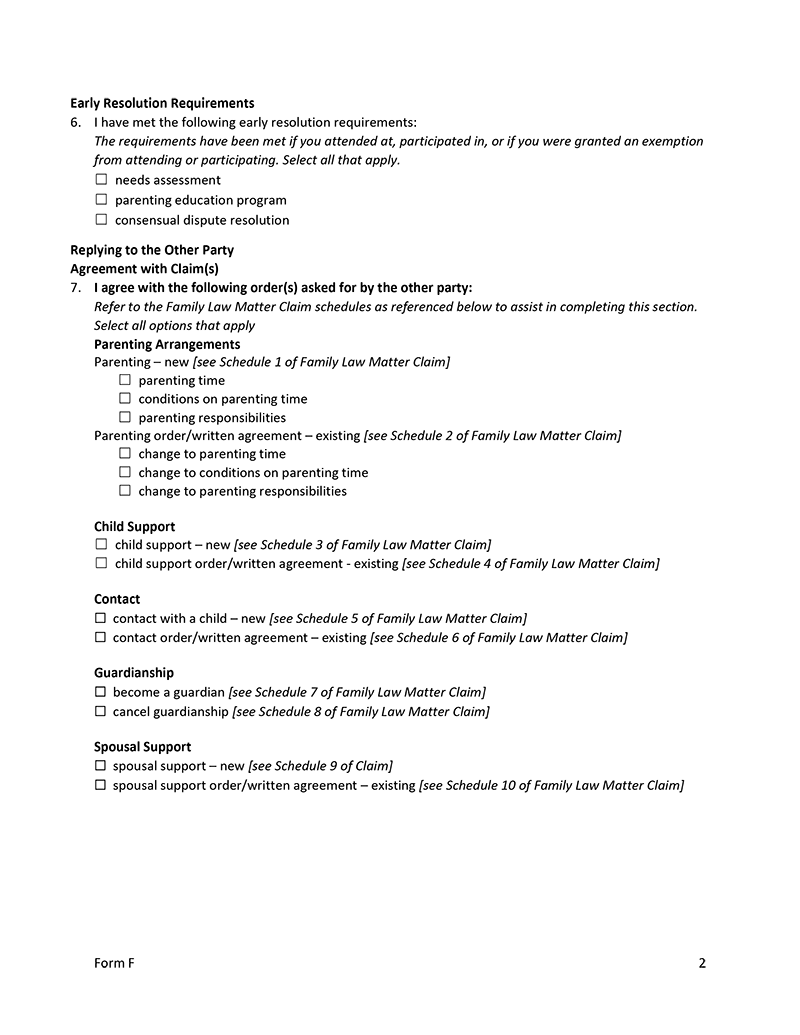 Early Resolution Requirements
6. I have met the following early resolution requirements:
The requirements have been met if you attended at, participated in, or if you were granted an exemption
from attending or participating. Select all that apply.
☐ needs assessment
☐ parenting education program
☐ consensual dispute resolution
Replying to the Other Party
Agreement with Claim(s)
7. I agree with the following order(s) asked for by the other party:
Refer to the Family Law Matter Claim schedules as referenced below to assist in completing this section.
Select all options that apply
Parenting Arrangements
Parenting – new [see Schedule 1 of Family Law Matter Claim]
☐ parenting time
☐ conditions on parenting time
☐ parenting responsibilities
Parenting order/written agreement – existing [see Schedule 2 of Family Law Matter Claim]
☐ change to parenting time
☐ change to conditions on parenting time
☐ change to parenting responsibilities
Child Support
☐ child support – new [see Schedule 3 of Family Law Matter Claim]
☐ child support order/written agreement - existing [see Schedule 4 of Family Law Matter Claim]
Contact
☐ contact with a child – new [see Schedule 5 of Family Law Matter Claim]
☐ contact order/written agreement – existing [see Schedule 6 of Family Law Matter Claim]
Guardianship
☐ become a guardian [see Schedule 7 of Family Law Matter Claim]
☐ cancel guardianship [see Schedule 8 of Family Law Matter Claim]
Spousal Support
☐ spousal support – new [see Schedule 9 of Claim]
☐ spousal support order/written agreement – existing [see Schedule 10 of Family Law Matter Claim]
Form F 2